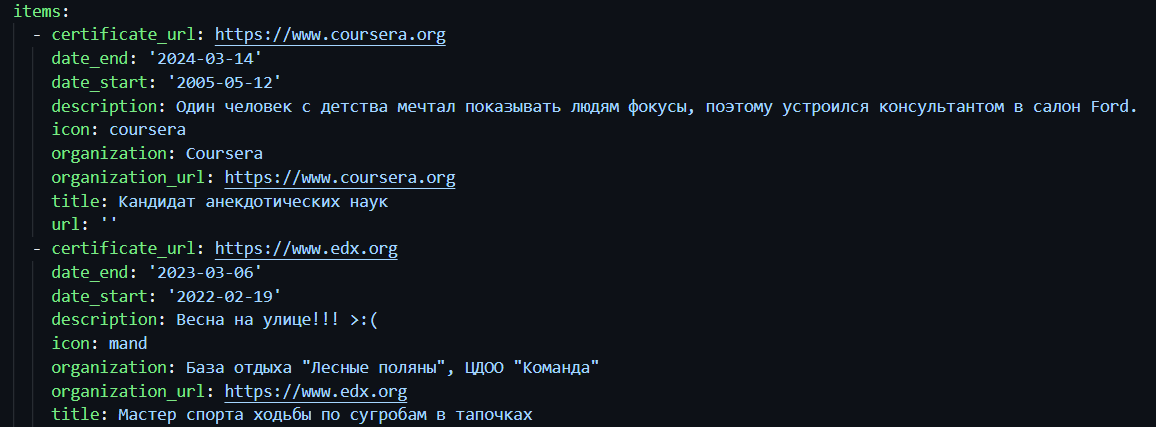 items:
  - certificate_url: https://www.coursera.org
    date_end: '2024-03-14'
    date_start: '2005-05-12'
    description: Один человек с детства мечтал показывать людям фокусы, поэтому устроился консультантом в салон Ford.
    icon: coursera
    organization: Coursera
    organization_url: https://www.coursera.org
    title: Кандидат анекдотических наук
    url: ''
  - certificate_url: https://www.edx.org
    date_end: '2023-03-06'
    date_start: '2022-02-19'
    description: Весна на улице!!! >:(
    icon: mand
    organization: База отдыха "Лесные поляны", ЦДОО "Команда"
    organization_url: https://www.edx.org
    title: Мастер спорта ходьбы по сугробам в тапочках